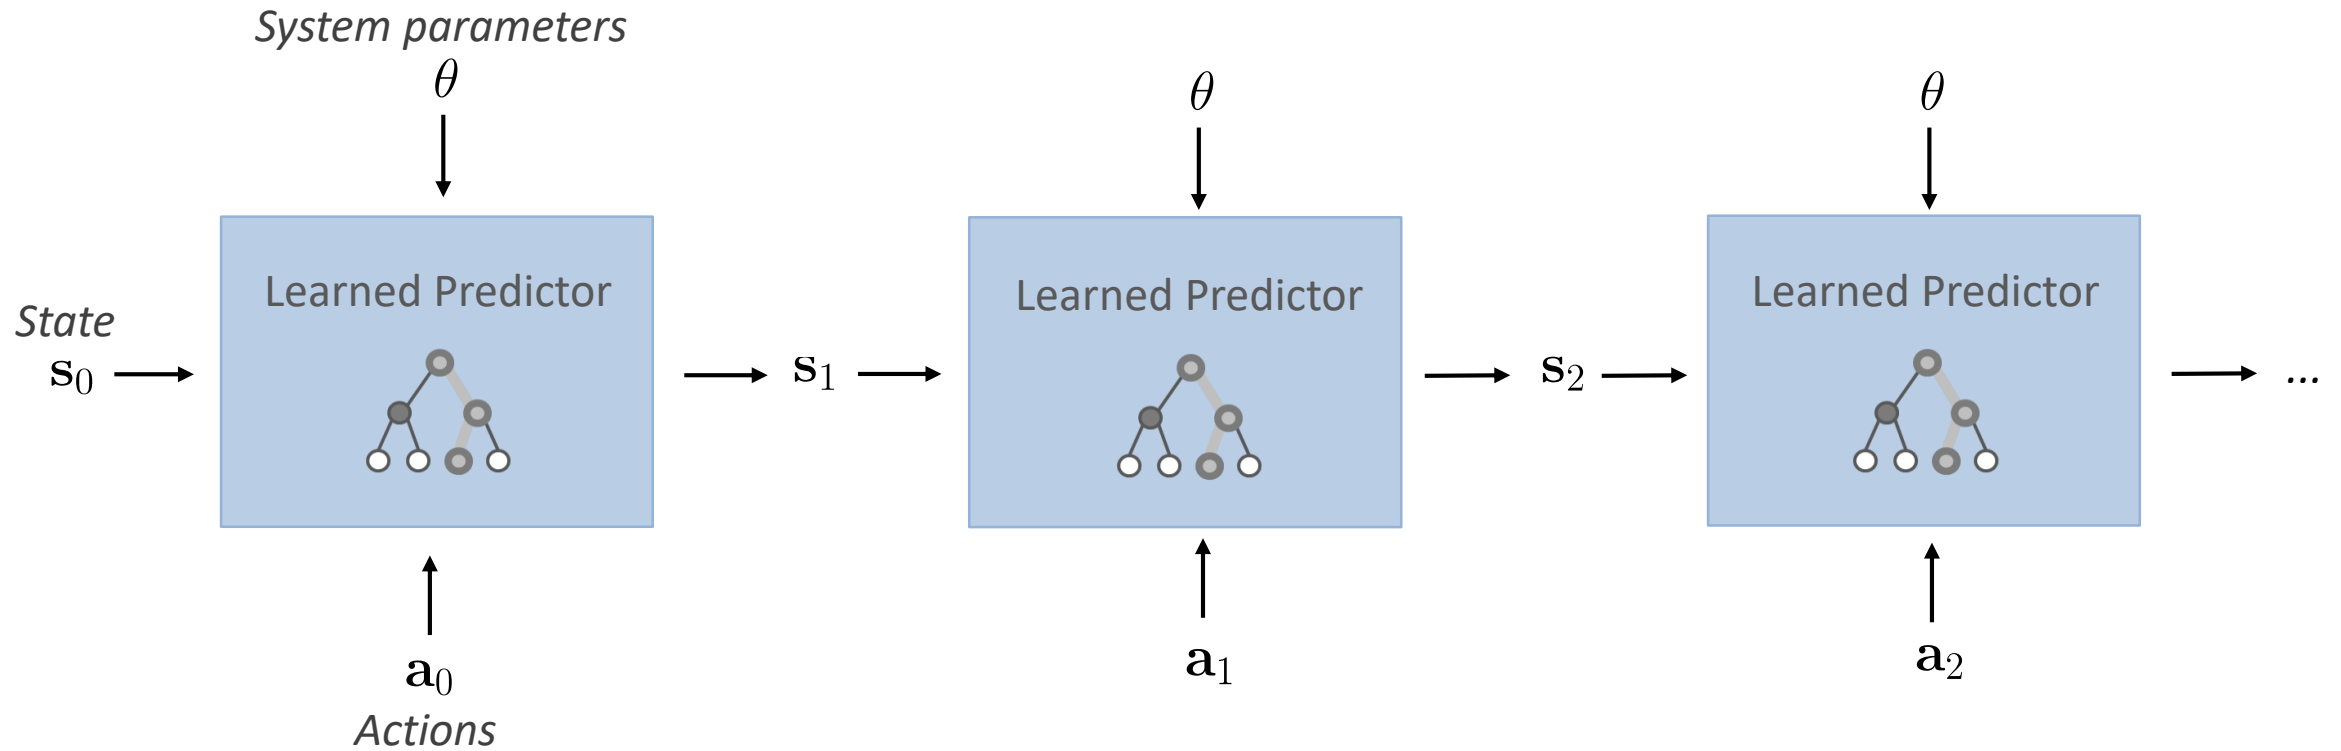 System parameters
θ
θ
θ
Learned Predictor
Learned Predictor
Learned Predictor
State
s₀
s₁
s₂
...
a₀
a₁
a₂
Actions